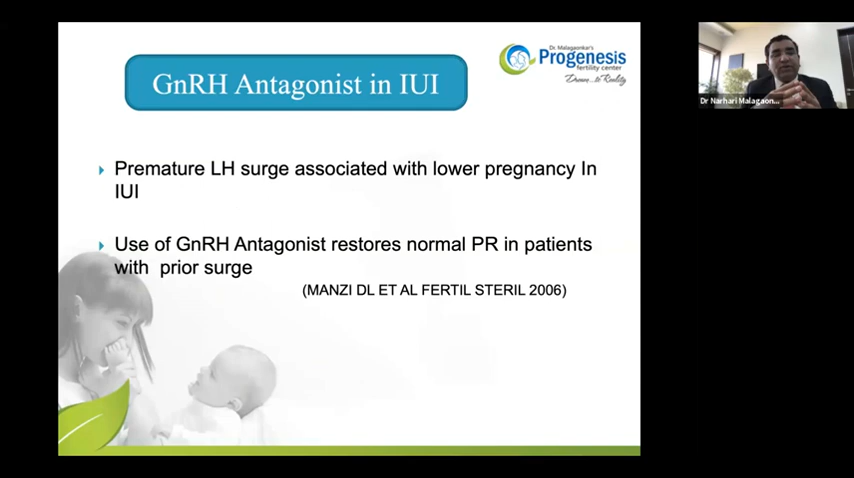 GnRH Antagonist in IUI
Dr. Malagaonkar's
Progenesis
fertility center
Dream...to Reality
Dr Narhari Malagaon...
Premature LH surge associated with lower pregnancy In
IUI
Use of GnRH Antagonist restores normal PR in patients
with prior surge
(MANZI DL ET AL FERTIL STERIL 2006)